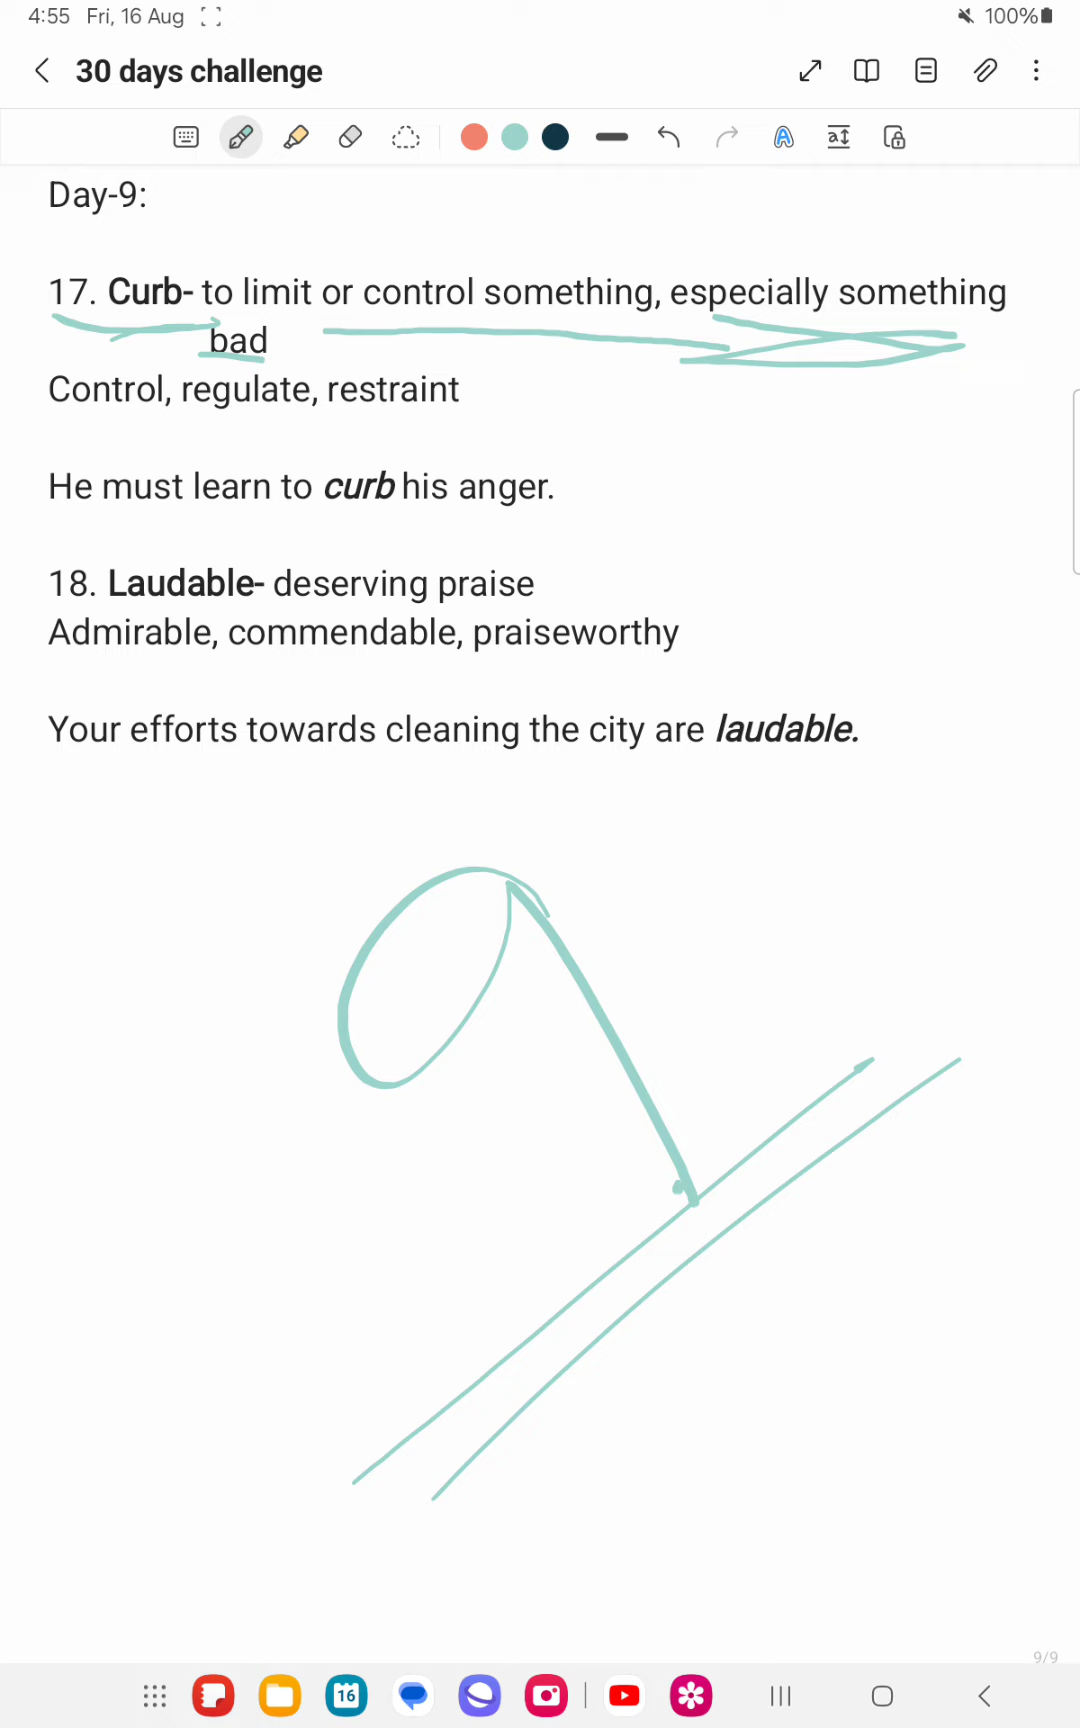 4:55 Fri, 16 Aug 100%
30 days challenge
Day-9:
17. Curb- to limit or control something, especially something
bad
Control, regulate, restraint
He must learn to curb his anger.
18. Laudable- deserving praise
Admirable, commendable, praiseworthy
Your efforts towards cleaning the city are laudable.
9/9
16